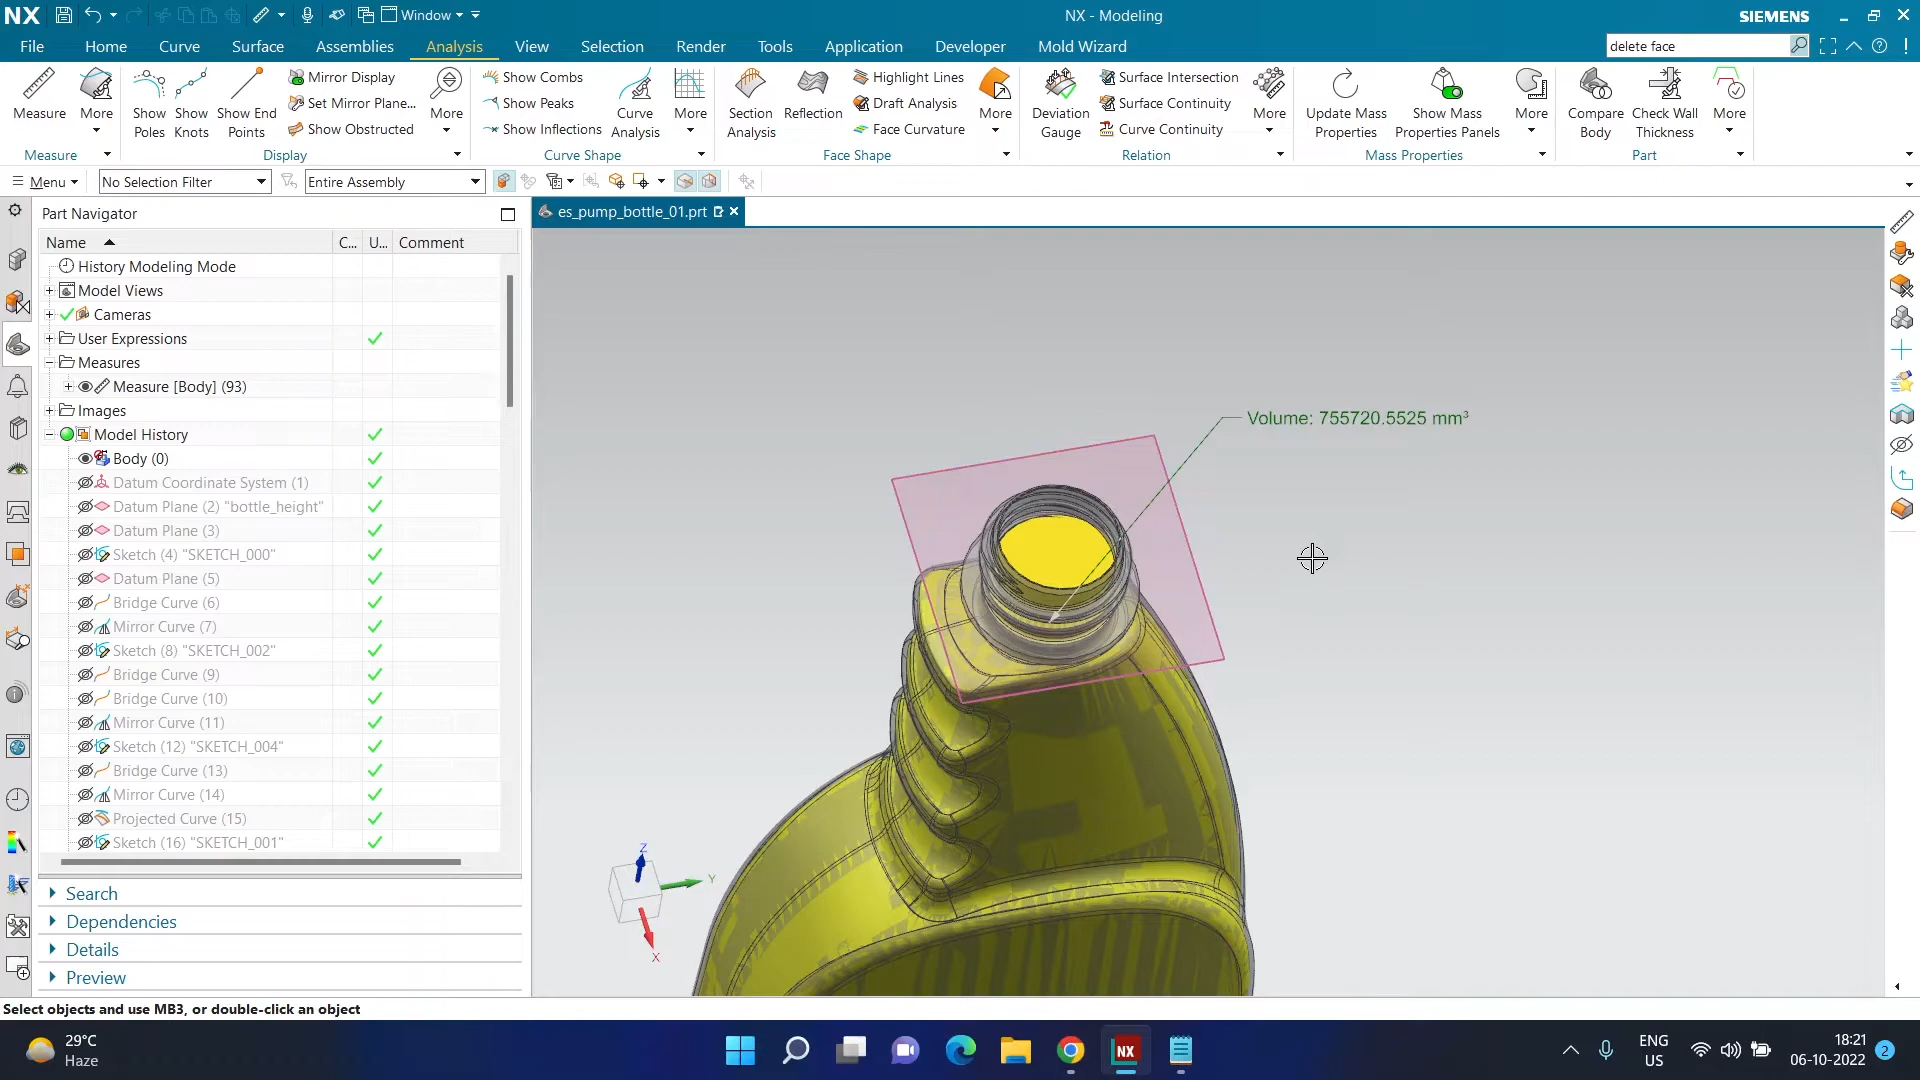 NX Window NX - Modeling SIEMENS
File Home Curve Surface Assemblies Analysis View Selection Render Tools Application Developer Mold Wizard delete face
Measure More Show Poles Show Knots Show End Points Mirror Display Set Mirror Plane... Show Obstructed More Show Combs Show Peaks Show Inflections Curve Analysis More Section Analysis Reflection Highlight Lines Draft Analysis Face Curvature More Deviation Gauge Surface Intersection Surface Continuity Curve Continuity More Update Mass Properties Show Mass Properties Panels More Compare Body Check Wall Thickness More
Measure Display Curve Shape Face Shape Relation Mass Properties Part
Menu No Selection Filter Entire Assembly
Part Navigator es_pump_bottle_01.prt
Name C... U... Comment
History Modeling Mode
Model Views
Cameras
User Expressions
Measures
Measure [Body] (93)
Images
Model History
Body (0)
Datum Coordinate System (1)
Datum Plane (2) "bottle_height"
Datum Plane (3)
Sketch (4) "SKETCH_000"
Datum Plane (5)
Bridge Curve (6)
Mirror Curve (7)
Sketch (8) "SKETCH_002"
Bridge Curve (9)
Bridge Curve (10)
Mirror Curve (11)
Sketch (12) "SKETCH_004"
Bridge Curve (13)
Mirror Curve (14)
Projected Curve (15)
Sketch (16) "SKETCH_001"
Search
Dependencies
Details
Preview
Volume: 755720.5525 mm³
Z
Y
X
Select objects and use MB3, or double-click an object
29°C
Haze
NX
ENG
US
18:21
06-10-2022
2